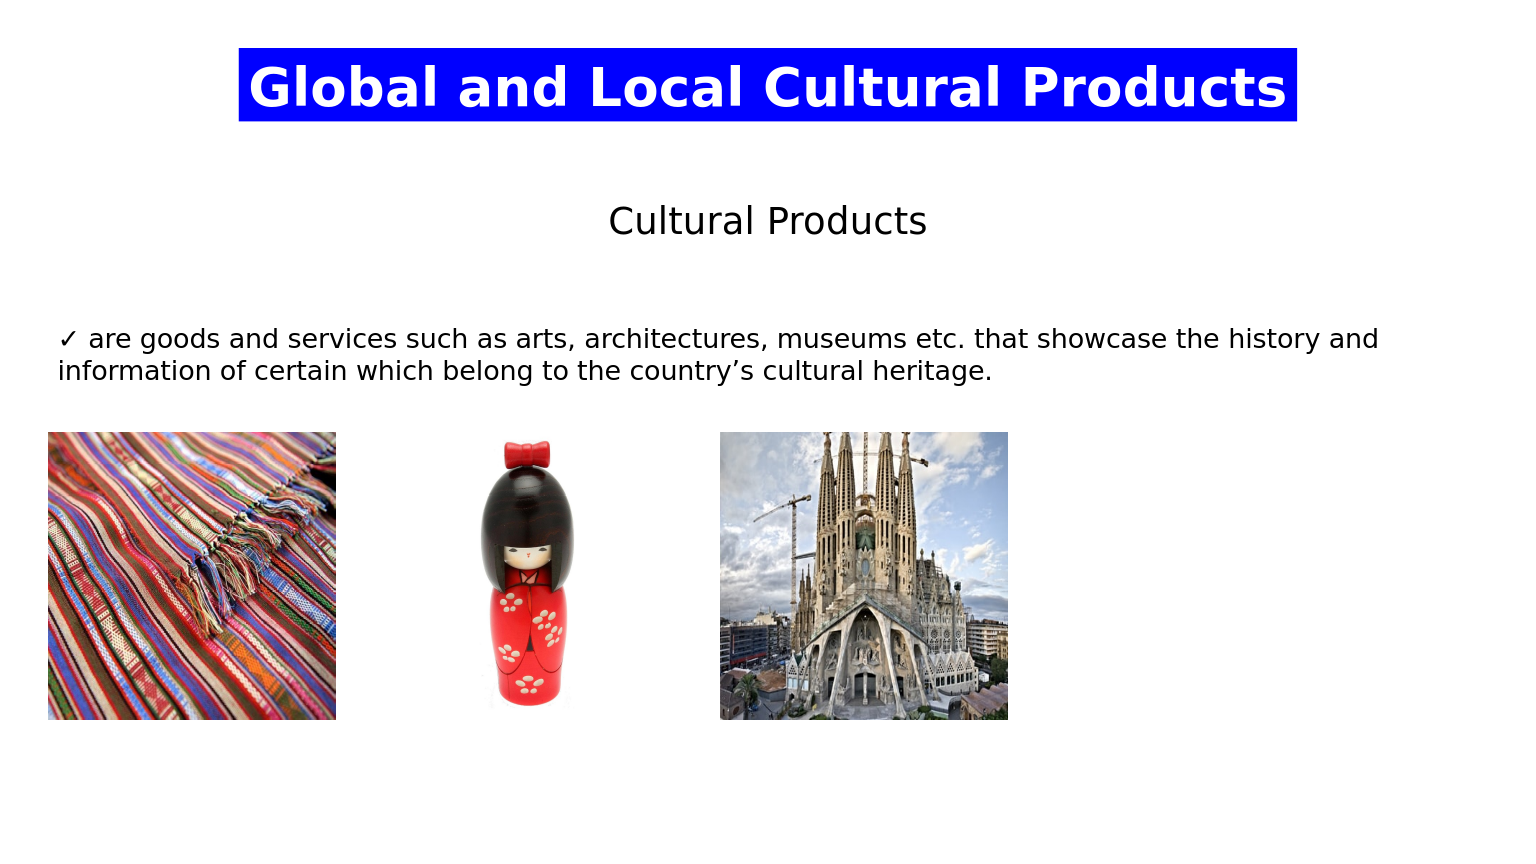 Global and Local Cultural Products
Cultural Products
✓ are goods and services such as arts, architectures, museums etc. that showcase the history and
information of certain which belong to the country’s cultural heritage.